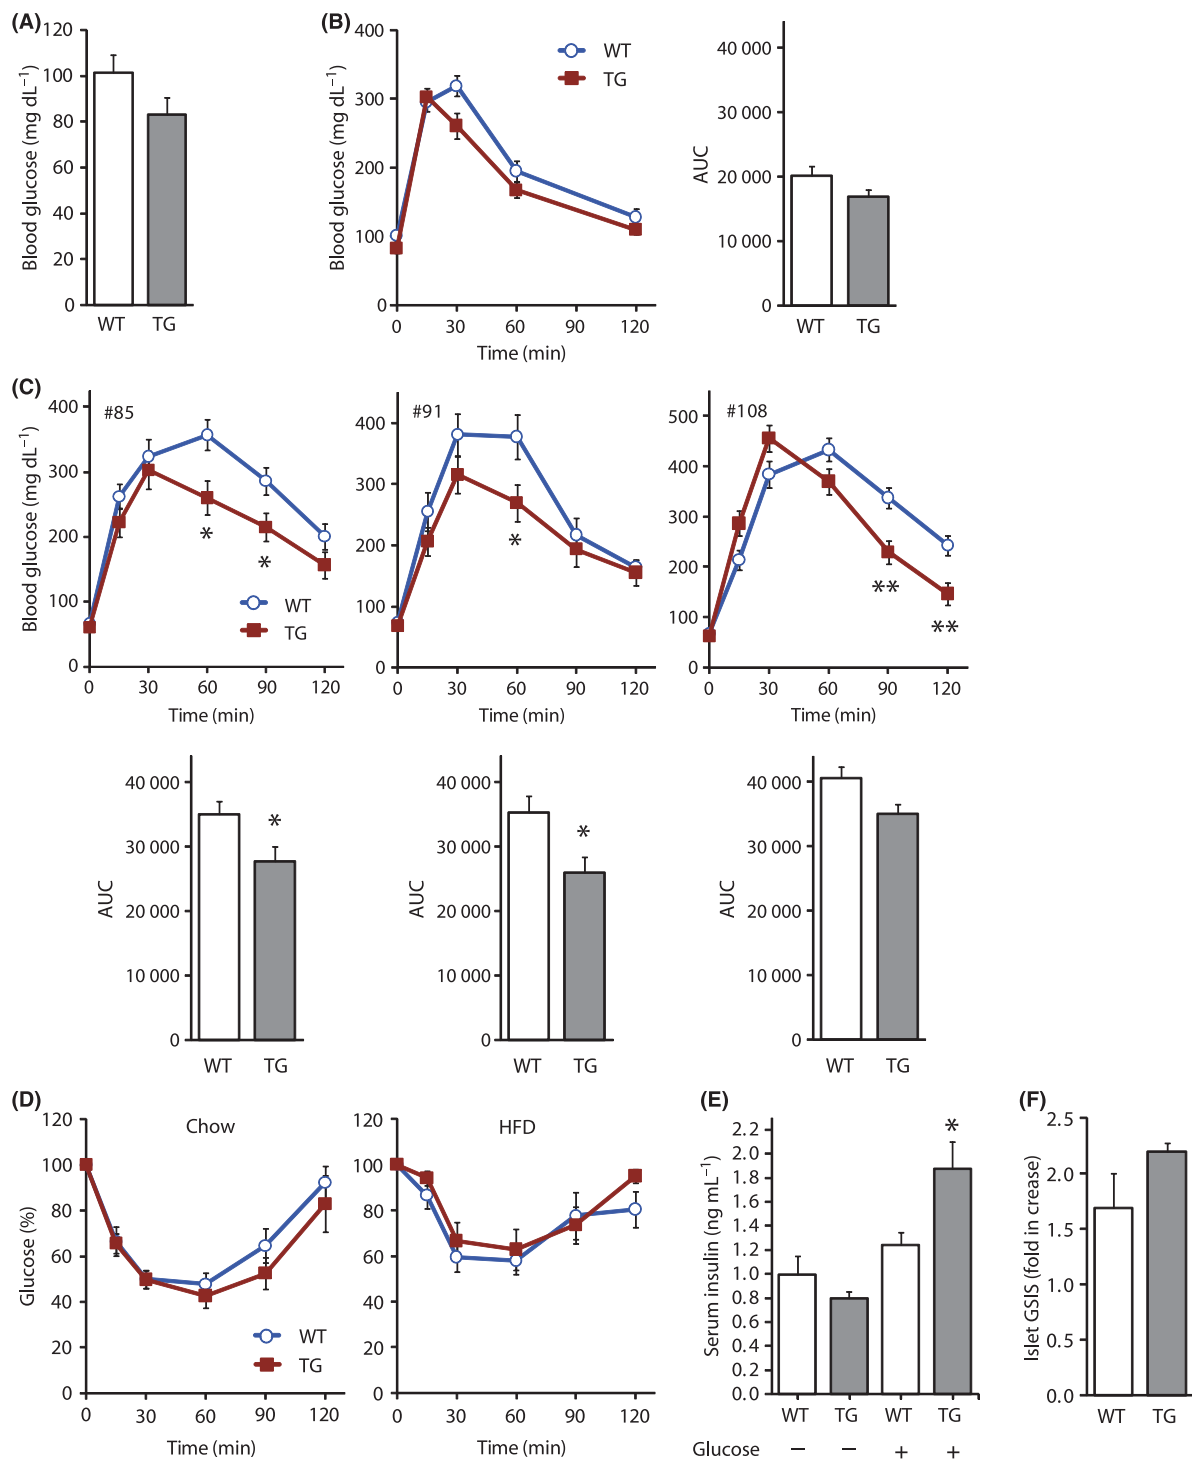 (A)
120
100
80
60
40
20
0
Blood glucose (mg dL⁻¹)
WT TG
(B)
400
300
200
100
0
Blood glucose (mg dL⁻¹)
WT
TG
0 30 60 90 120
Time (min)
40 000
30 000
20 000
10 000
0
AUC
WT TG
(C)
#85
400
300
200
100
0
Blood glucose (mg dL⁻¹)
* *
WT
TG
0 30 60 90 120
Time (min)
#91
400
300
200
100
0
*
0 30 60 90 120
Time (min)
#108
500
400
300
200
100
0
**
**
0 30 60 90 120
Time (min)
40 000
30 000
20 000
10 000
0
AUC
*
WT TG
40 000
30 000
20 000
10 000
0
AUC
*
WT TG
40 000
30 000
20 000
10 000
0
AUC
WT TG
(D)
Chow
120
100
80
60
40
20
0
Glucose (%)
WT
TG
0 30 60 90 120
Time (min)
HFD
120
100
80
60
40
20
0
0 30 60 90 120
Time (min)
(E)
2.2
2.0
1.8
1.6
1.4
1.2
1.0
0.8
0.6
0.4
0.2
0.0
Serum insulin (ng mL⁻¹)
*
WT TG WT TG
Glucose − − + +
(F)
2.5
2.0
1.5
1.0
0.5
0.0
Islet GSIS (fold in crease)
WT TG